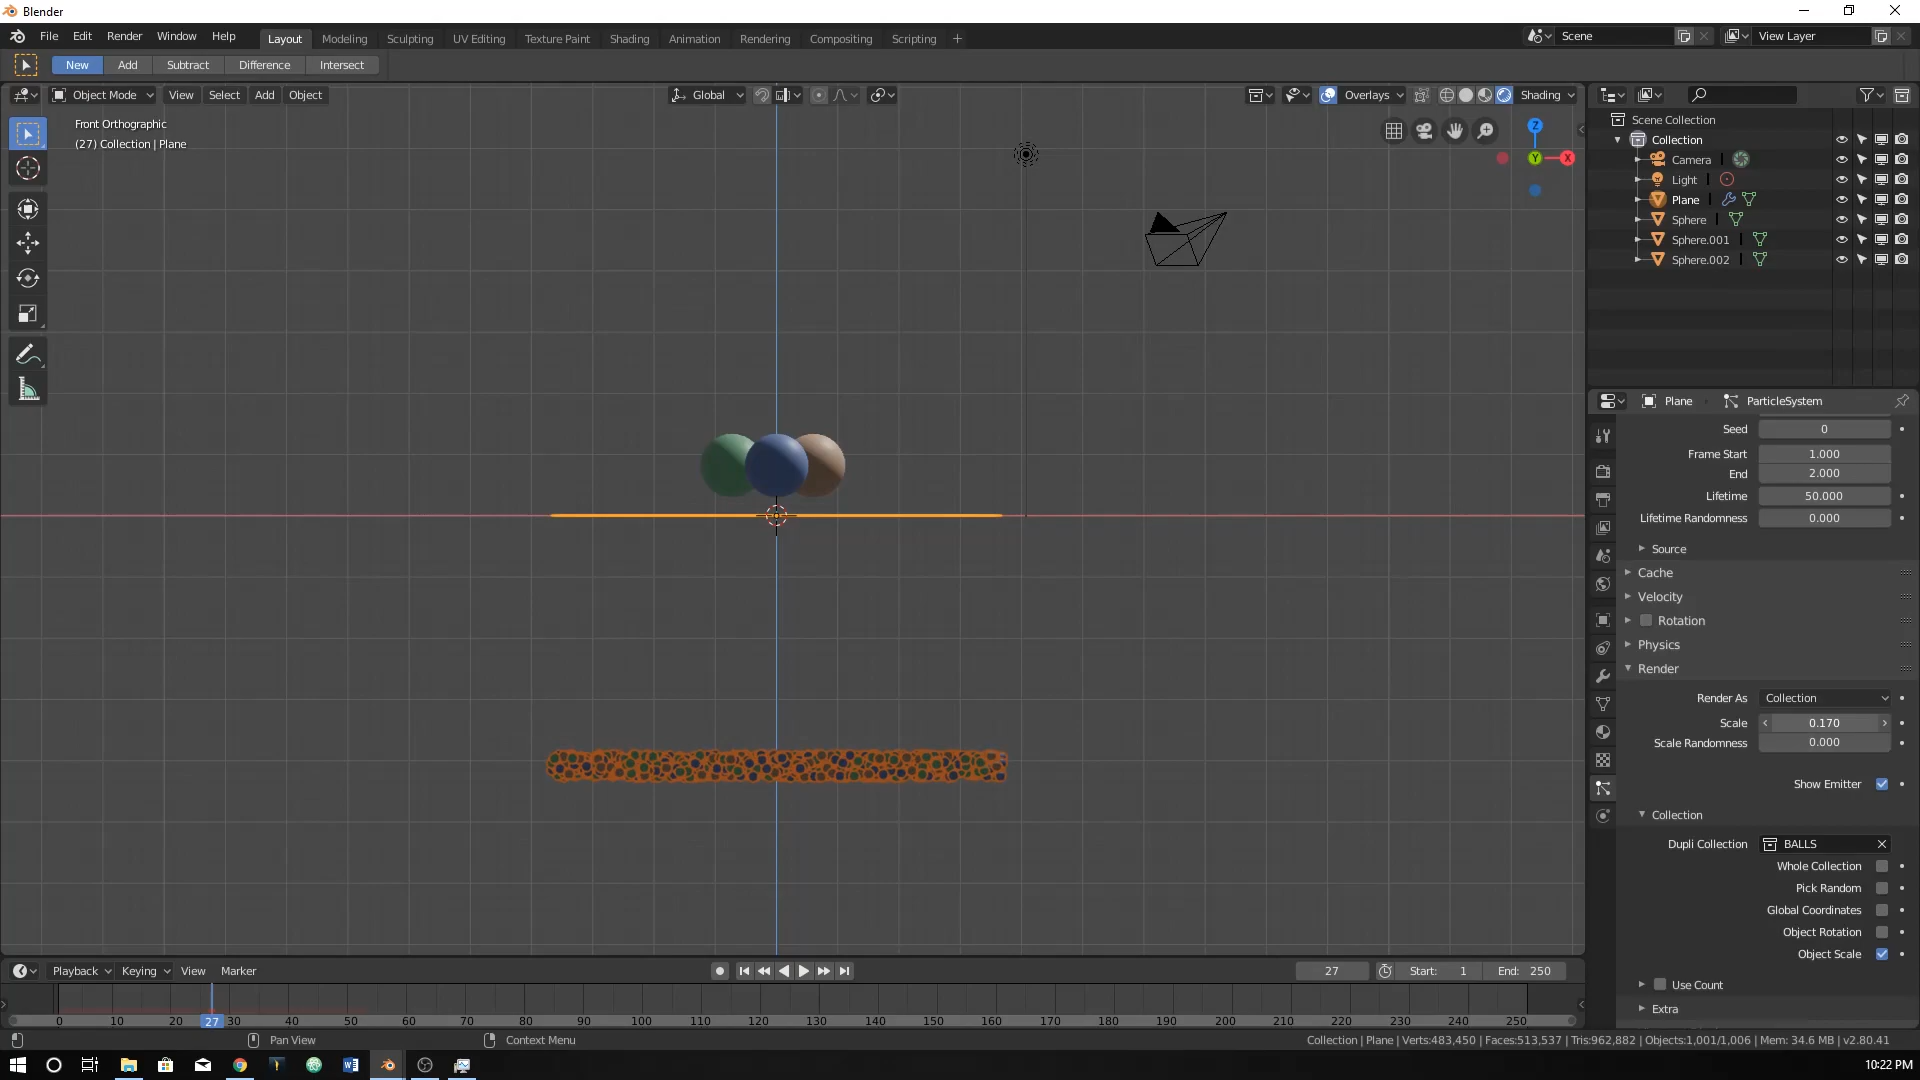 Blender
File Edit Render Window Help
Layout Modeling Sculpting UV Editing Texture Paint Shading Animation Rendering Compositing Scripting +
Scene
View Layer
New Add Subtract Difference Intersect
Object Mode View Select Add Object
Global
Overlays
Shading
Front Orthographic
(27) Collection | Plane
Z
Y
X
Scene Collection
Collection
Camera
Light
Plane
Sphere
Sphere.001
Sphere.002
Plane ParticleSystem
Seed 0
Frame Start 1.000
End 2.000
Lifetime 50.000
Lifetime Randomness 0.000
Source
Cache
Velocity
Rotation
Physics
Render
Render As Collection
Scale 0.170
Scale Randomness 0.000
Show Emitter
Collection
Dupli Collection BALLS
Whole Collection
Pick Random
Global Coordinates
Object Rotation
Object Scale
Use Count
Extra
Playback Keying View Marker
27 Start: 1 End: 250
0 10 20 27 30 40 50 60 70 80 90 100 110 120 130 140 150 160 170 180 190 200 210 220 230 240 250
Pan View
Context Menu
Collection | Plane | Verts:483,450 | Faces:513,537 | Tris:962,882 | Objects:1,001/1,006 | Mem: 34.6 MB | v2.80.41
10:22 PM